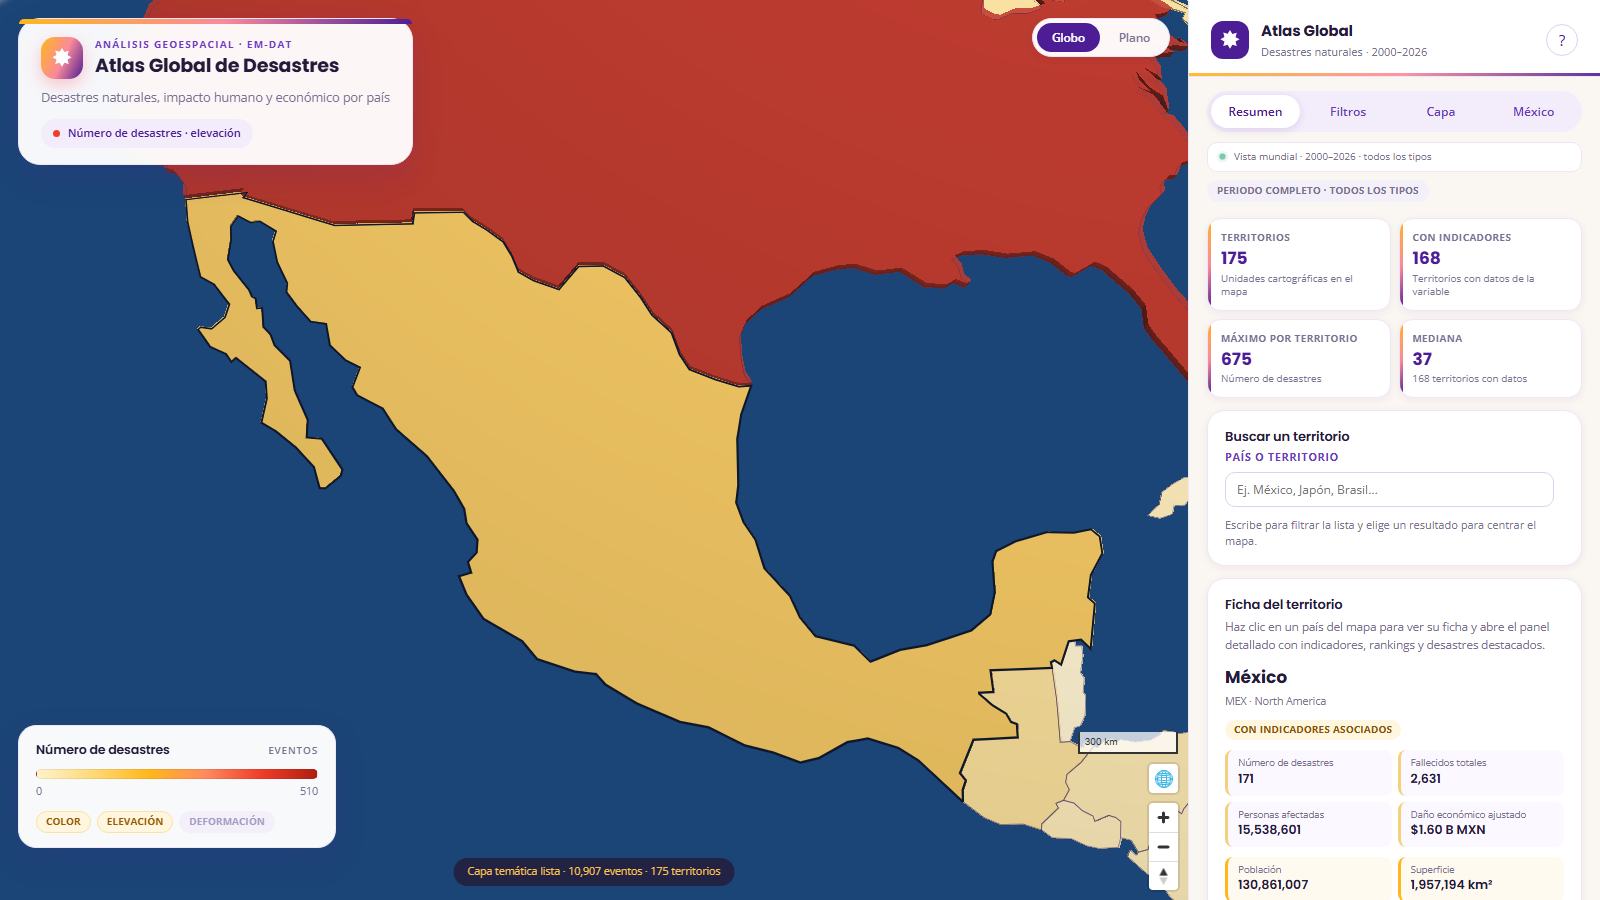 ANÁLISIS GEOESPACIAL · EM-DAT
Atlas Global de Desastres
Desastres naturales, impacto humano y económico por país
Número de desastres · elevación
Globo
Plano
Número de desastres
EVENTOS
0
510
COLOR
ELEVACIÓN
DEFORMACIÓN
Capa temática lista · 10,907 eventos · 175 territorios
300 km
Atlas Global
Desastres naturales · 2000–2026
?
Resumen
Filtros
Capa
México
Vista mundial · 2000–2026 · todos los tipos
PERIODO COMPLETO · TODOS LOS TIPOS
TERRITORIOS
175
Unidades cartográficas en el
mapa
CON INDICADORES
168
Territorios con datos de la
variable
MÁXIMO POR TERRITORIO
675
Número de desastres
MEDIANA
37
168 territorios con datos
Buscar un territorio
PAÍS O TERRITORIO
Ej. México, Japón, Brasil...
Escribe para filtrar la lista y elige un resultado para centrar el
mapa.
Ficha del territorio
Haz clic en un país del mapa para ver su ficha y abre el panel
detallado con indicadores, rankings y desastres destacados.
México
MEX · North America
CON INDICADORES ASOCIADOS
Número de desastres
171
Fallecidos totales
2,631
Personas afectadas
15,538,601
Daño económico ajustado
$1.60 B MXN
Población
130,861,007
Superficie
1,957,194 km²